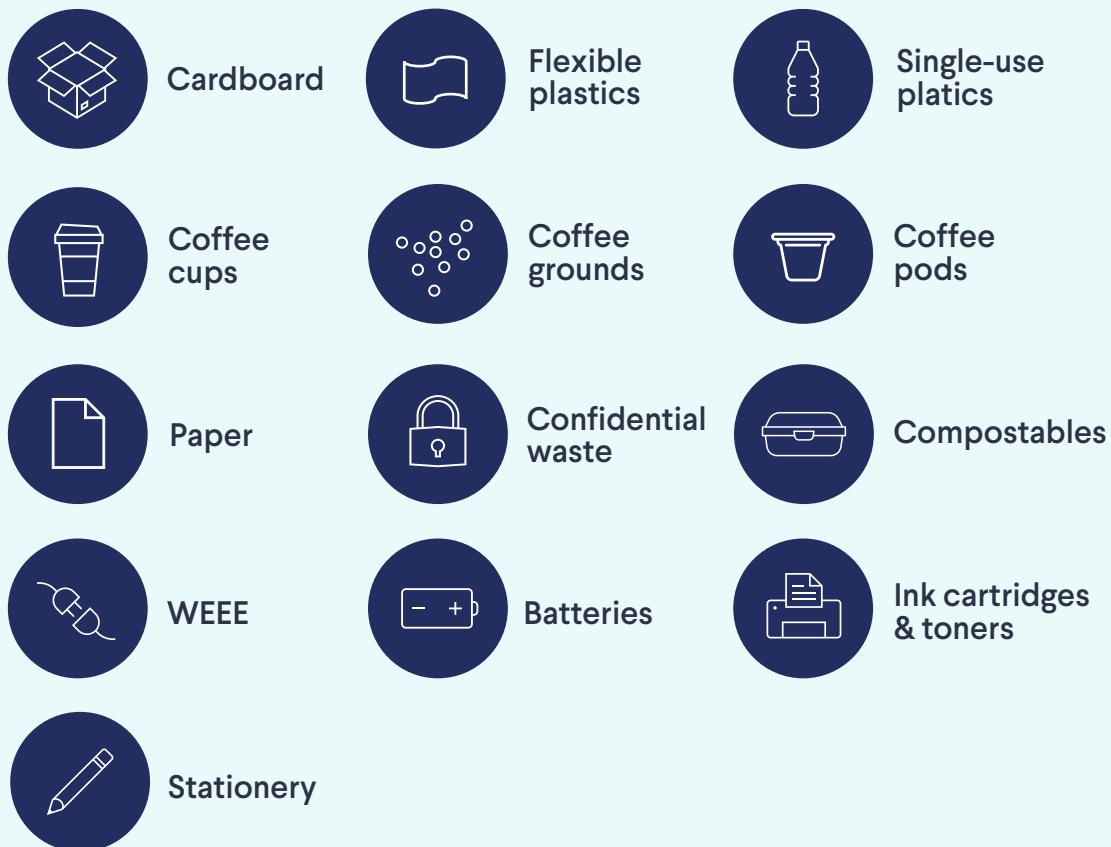 Cardboard
Flexible
plastics
Single-use
platics
Coffee
cups
Coffee
grounds
Coffee
pods
Paper
Confidential
waste
Compostables
WEEE
Batteries
Ink cartridges
& toners
Stationery